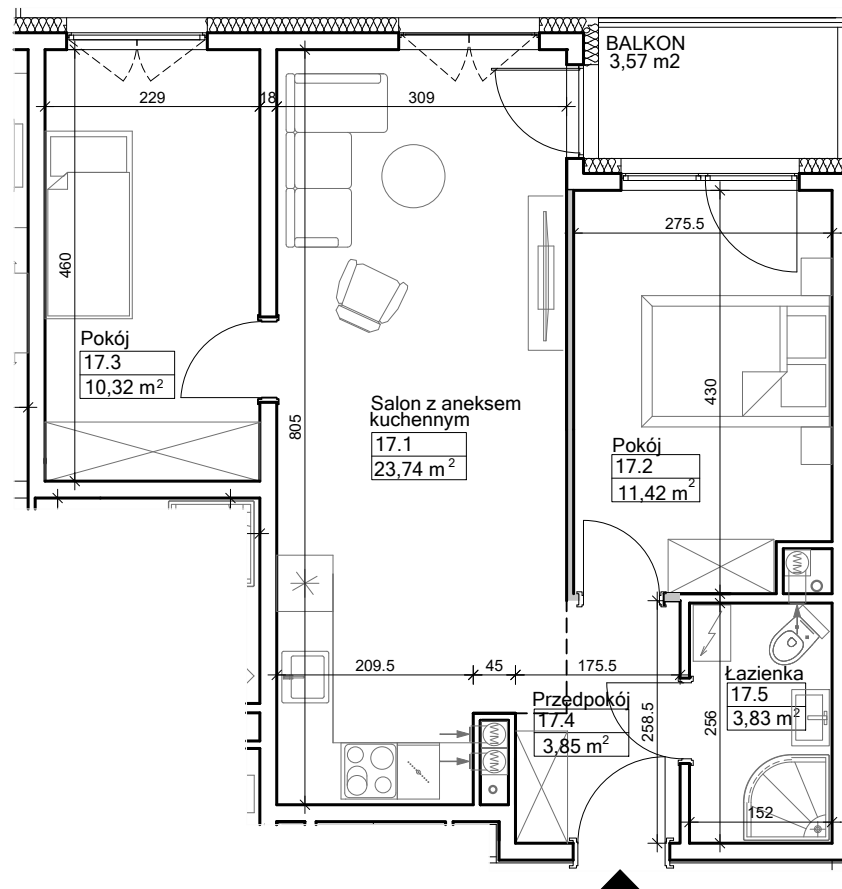 BALKON
3,57 m2
229
18
309
275.5
460
Pokój
17.3
10,32 m²
805
Salon z aneksem
kuchennym
17.1
23,74 m²
430
Pokój
17.2
11,42 m²
209.5
45
175.5
Przedpokój
17.4
3,85 m²
258.5
256
Łazienka
17.5
3,83 m²
152